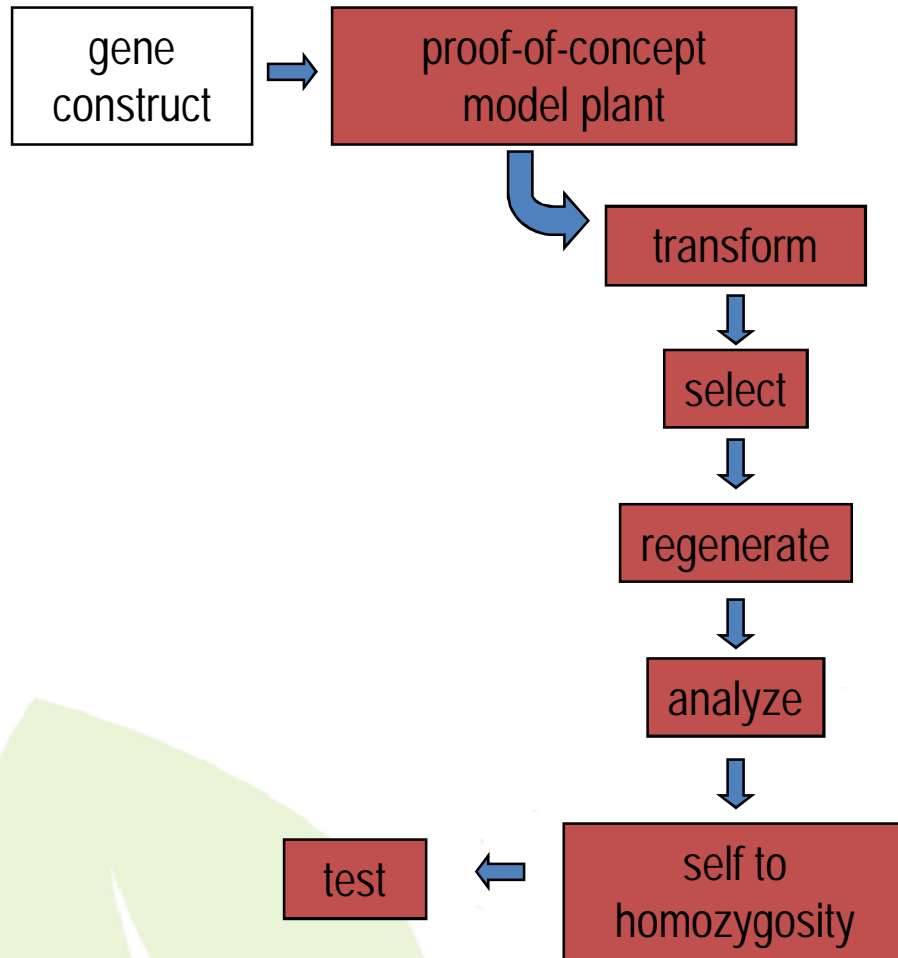 gene
construct
proof-of-concept
model plant
transform
select
regenerate
analyze
self to
homozygosity
test